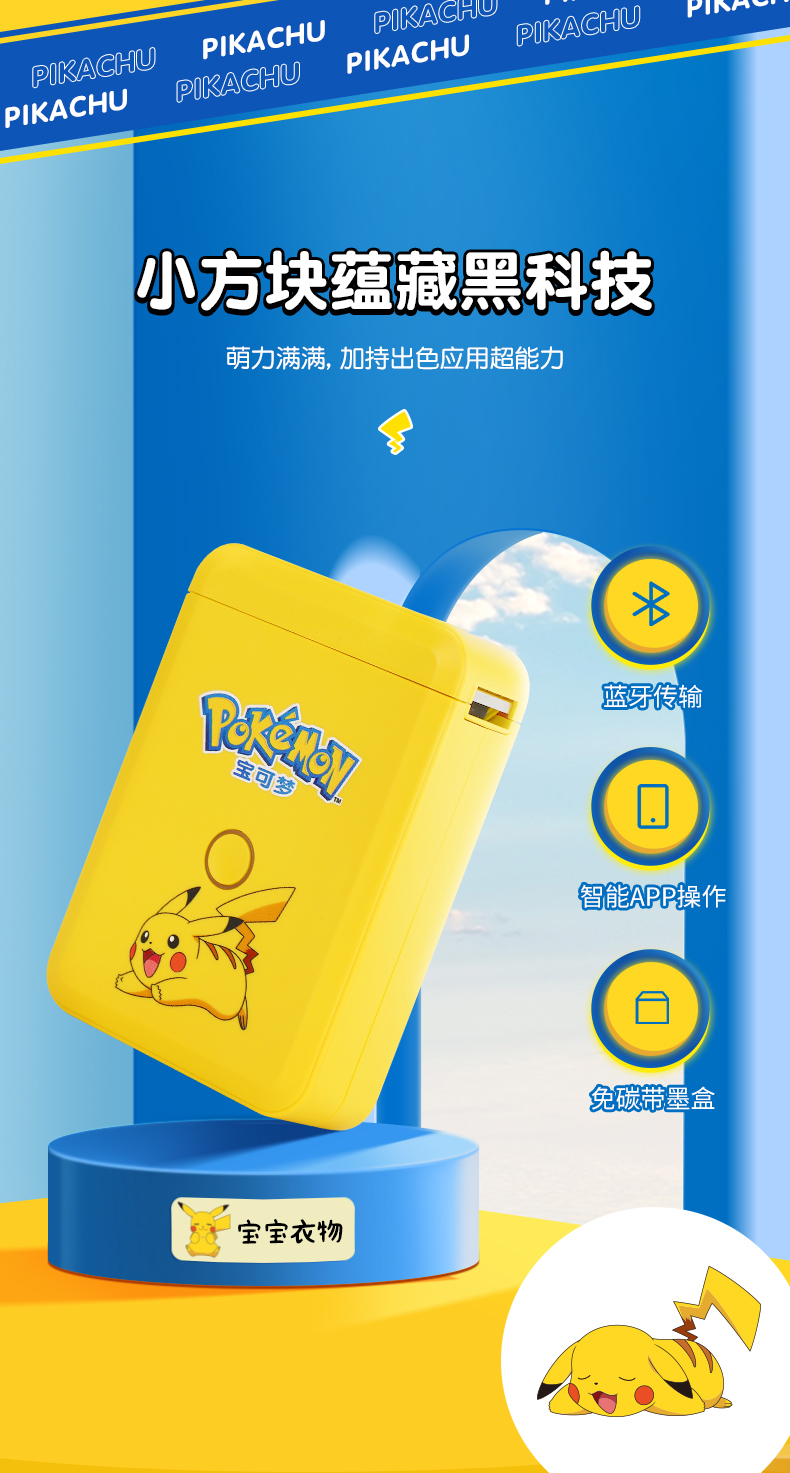 PIKACHU
PIKACHU
PIKACHU
PIKACHU
PIKACHU
PIKACHU
PIKACHU
小方块蕴藏黑科技
萌力满满, 加持出色应用超能力
POKéMON
宝可梦
TM
蓝牙传输
智能APP操作
免碳带墨盒
宝宝衣物